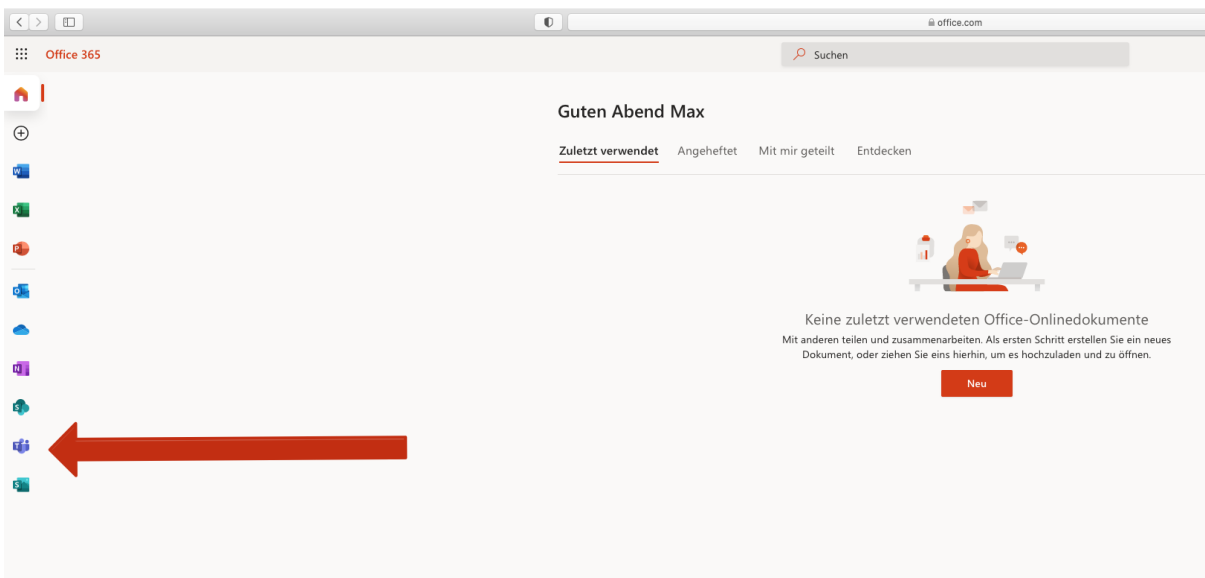 office.com
Office 365
Suchen
Guten Abend Max
Zuletzt verwendet Angeheftet Mit mir geteilt Entdecken
Keine zuletzt verwendeten Office-Onlinedokumente
Mit anderen teilen und zusammenarbeiten. Als ersten Schritt erstellen Sie ein neues
Dokument, oder ziehen Sie eins hierhin, um es hochzuladen und zu öffnen.
Neu
W
X
P
O
N
S
T
S